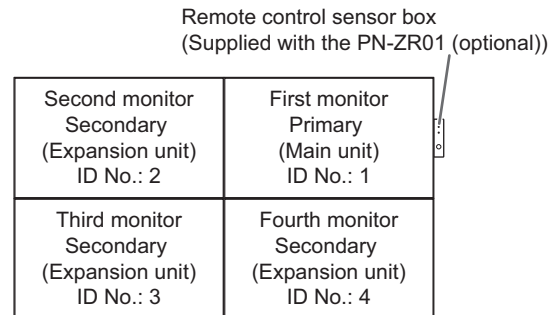 Remote control sensor box
(Supplied with the PN-ZR01 (optional))
Second monitor
Secondary
(Expansion unit)
ID No.: 2
First monitor
Primary
(Main unit)
ID No.: 1
Third monitor
Secondary
(Expansion unit)
ID No.: 3
Fourth monitor
Secondary
(Expansion unit)
ID No.: 4